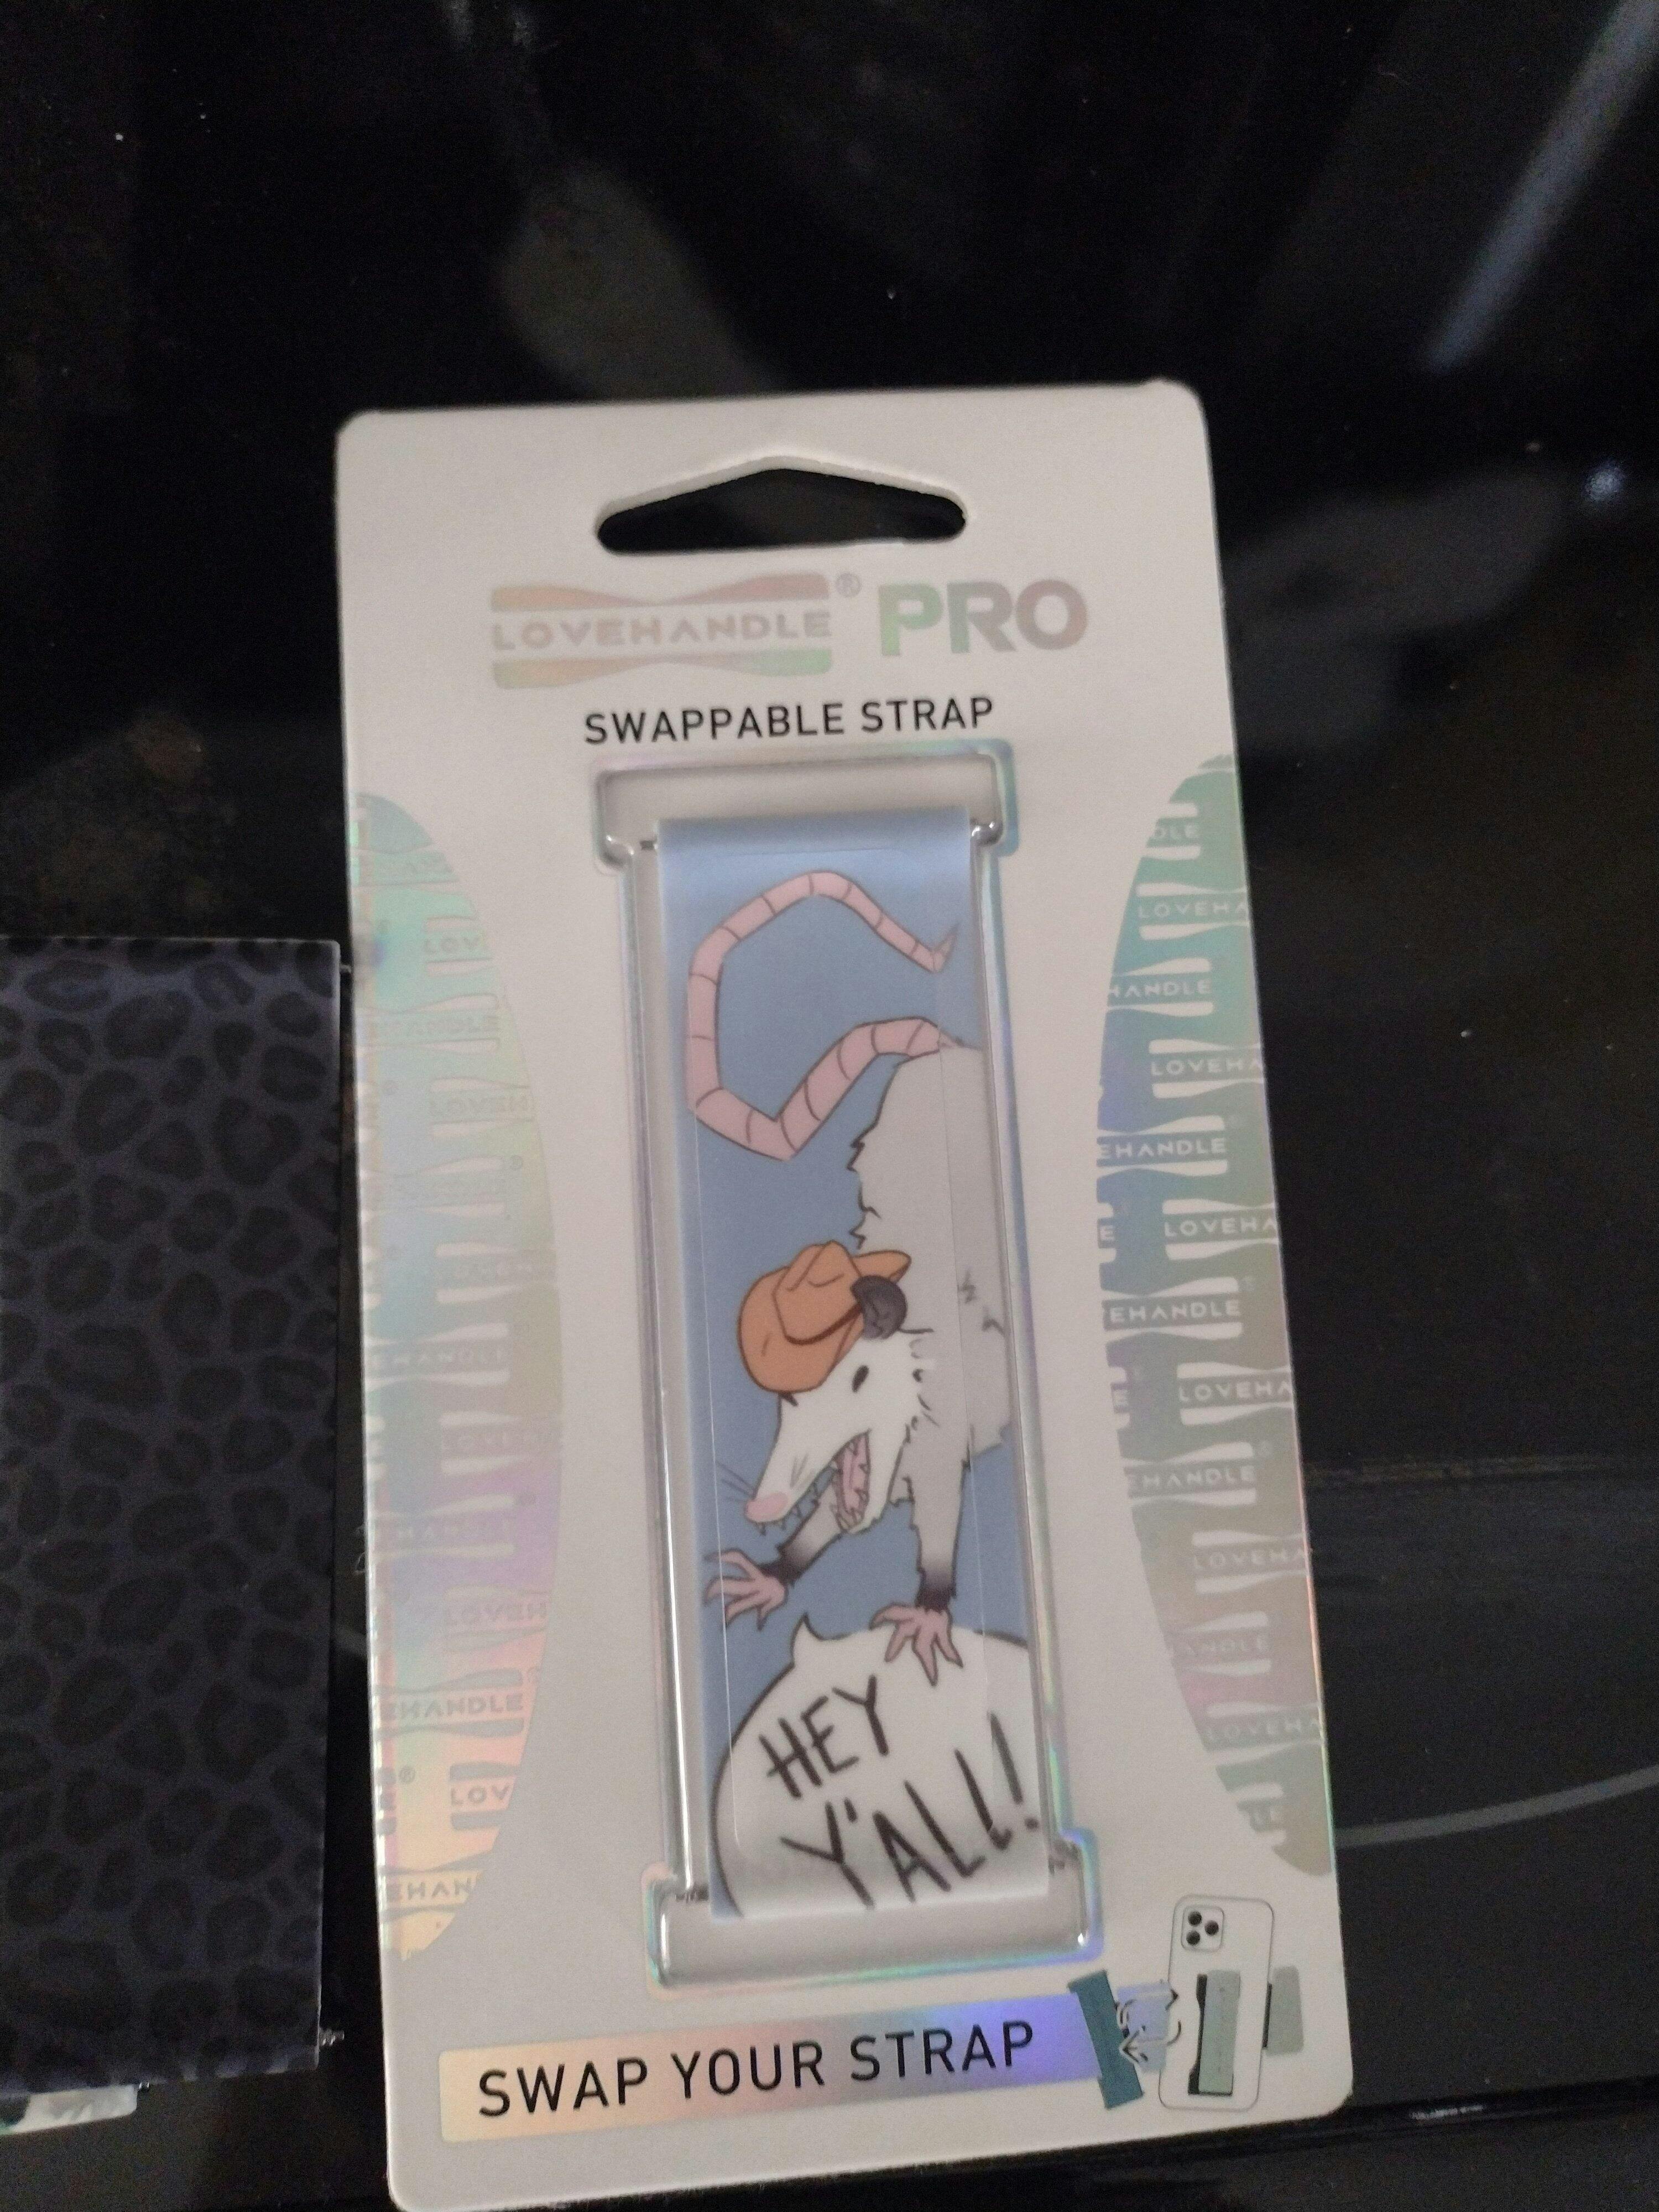 LOVEHANDLE® PRO
SWAPPABLE STRAP
HEY
Y'ALL!
SWAP YOUR STRAP